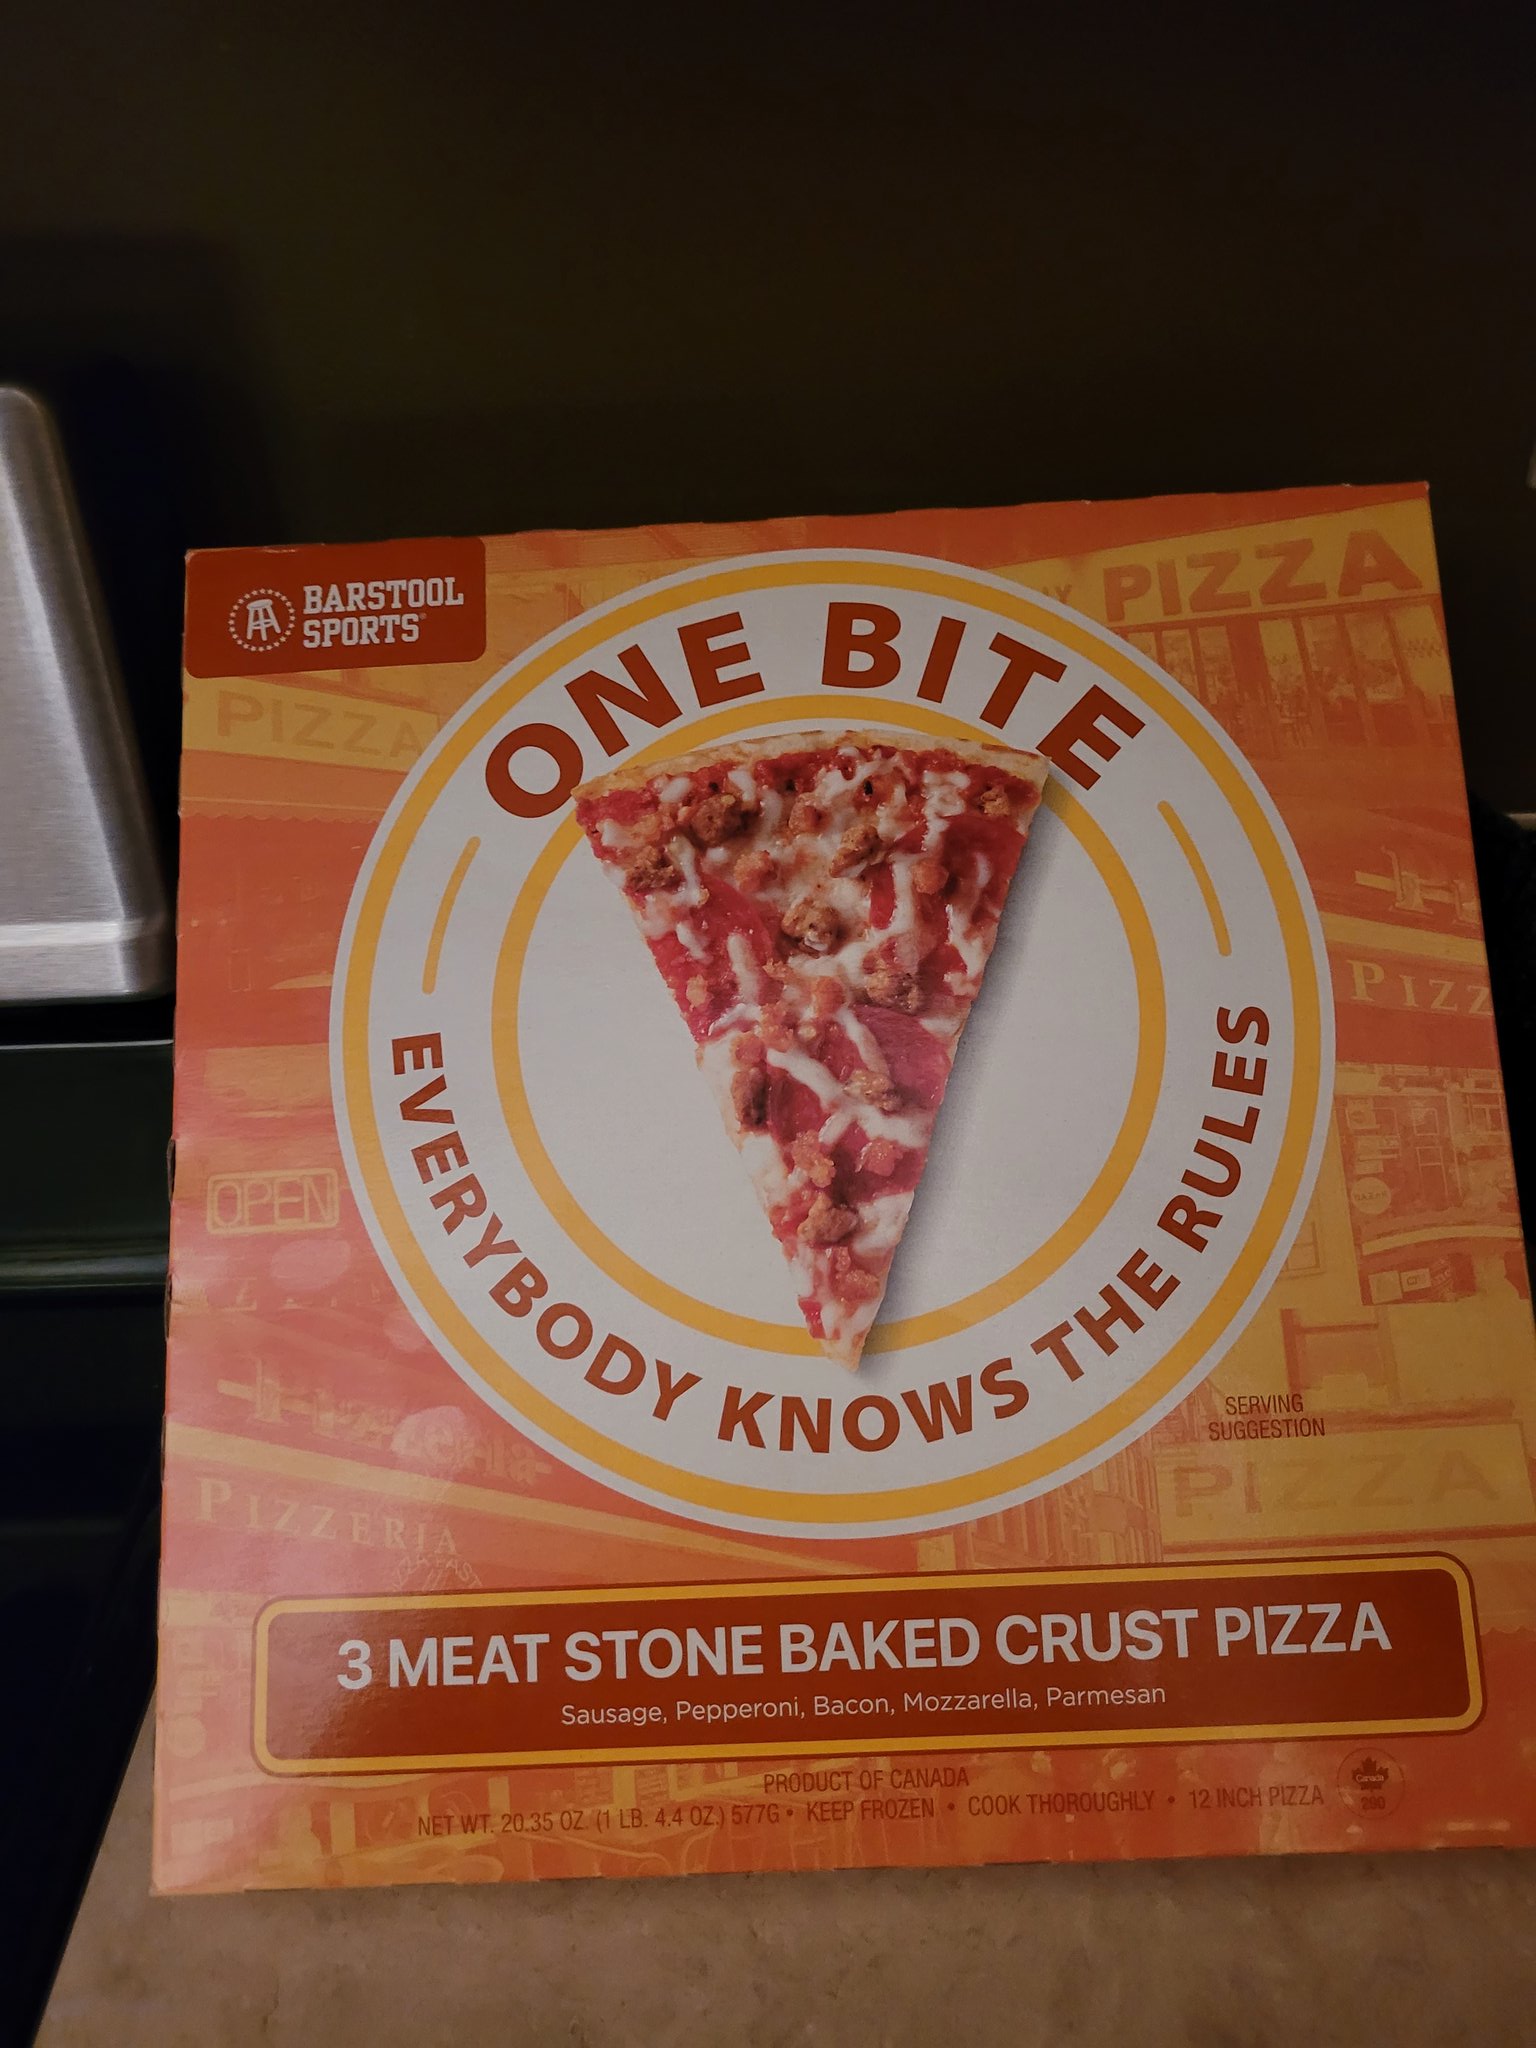 BARSTOOL
SPORTS
PIZZA
PIZZA
ONE BITE
EVERYBODY KNOWS THE RULES
PIZZ
OPEN
SERVING
SUGGESTION
PIZZA
PIZZERIA
3 MEAT STONE BAKED CRUST PIZZA
Sausage, Pepperoni, Bacon, Mozzarella, Parmesan
PRODUCT OF CANADA
NET WT. 20.35 OZ. (1 LB. 4.4 OZ.) 577G • KEEP FROZEN • COOK THOROUGHLY • 12 INCH PIZZA
Canada
280